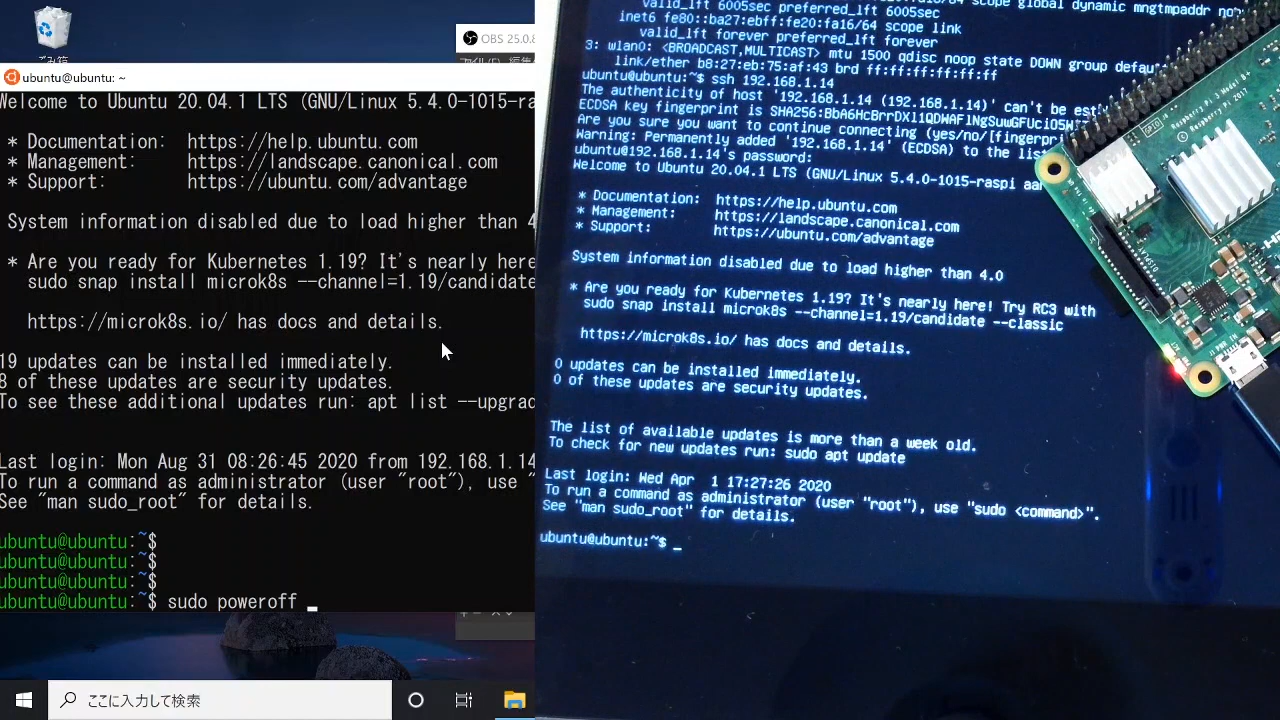 ごみ箱
OBS 25.0.8
ubuntu@ubuntu: ~
Welcome to Ubuntu 20.04.1 LTS (GNU/Linux 5.4.0-1015-ra
* Documentation: https://help.ubuntu.com
* Management: https://landscape.canonical.com
* Support: https://ubuntu.com/advantage
System information disabled due to load higher than 4
* Are you ready for Kubernetes 1.19? It's nearly here
sudo snap install microk8s --channel=1.19/candidate
https://microk8s.io/ has docs and details.
19 updates can be installed immediately.
8 of these updates are security updates.
To see these additional updates run: apt list --upgrad
Last login: Mon Aug 31 08:26:45 2020 from 192.168.1.14
To run a command as administrator (user "root"), use "
See "man sudo_root" for details.
ubuntu@ubuntu:~$
ubuntu@ubuntu:~$
ubuntu@ubuntu:~$
ubuntu@ubuntu:~$ sudo poweroff
ここに入力して検索
valid_lft 6005sec preferred_lft 6005sec
inet6 fe80::ba27:ebff:fe20:fa16/64 scope link
valid_lft forever preferred_lft forever
3: wlan0: <BROADCAST,MULTICAST> mtu 1500 qdisc noop state DOWN group defau
link/ether b8:27:eb:75:af:43 brd ff:ff:ff:ff:ff:ff
ubuntu@ubuntu:~$ ssh 192.168.1.14
The authenticity of host '192.168.1.14 (192.168.1.14)' can't be est
ECDSA key fingerprint is
Are you sure you want to continue connecting (yes/no/[fingerpri
Warning: Permanently added '192.168.1.14' (ECDSA) to the list
ubuntu@192.168.1.14's password:
Welcome to Ubuntu 20.04.1 LTS (GNU/Linux 5.4.0-1015-raspi aar
* Documentation: https://help.ubuntu.com
* Management: https://landscape.canonical.com
* Support: https://ubuntu.com/advantage
System information disabled due to load higher than 4.0
* Are you ready for Kubernetes 1.19? It's nearly here! Try RC3 with
sudo snap install microk8s --channel=1.19/candidate --classic
https://microk8s.io/ has docs and details.
0 updates can be installed immediately.
0 of these updates are security updates.
The list of available updates is more than a week old.
To check for new updates run: sudo apt update
Last login: Wed Apr 1 17:27:26 2020
To run a command as administrator (user "root"), use "sudo <command>".
See "man sudo_root" for details.
ubuntu@ubuntu:~$ _
Raspberry Pi 3 Model B
© Raspberry Pi 2017
GPIO